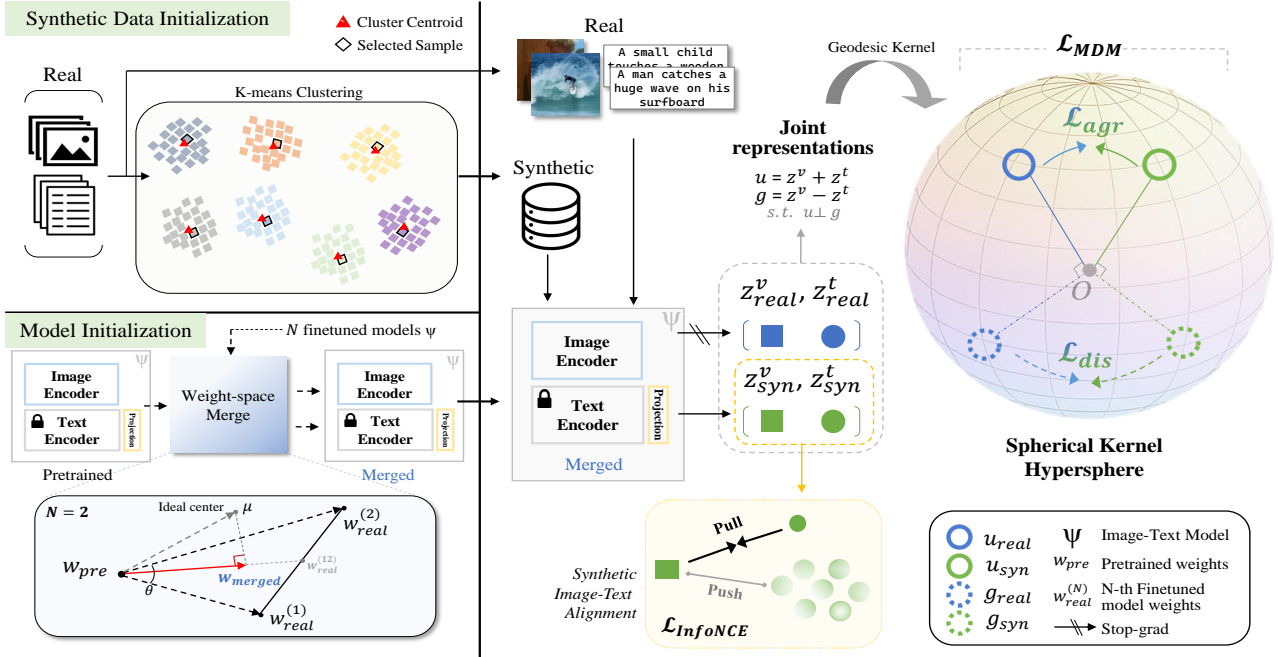 Synthetic Data Initialization
Cluster Centroid
Selected Sample
Real
K-means Clustering
Model Initialization
N finetuned models ψ
ψ
Image
Encoder
Text
Encoder
Projection
Pretrained
Weight-space
Merge
ψ
Image
Encoder
Text
Encoder
Projection
Merged
N = 2
Ideal center
μ
w_pre
θ
w_merged
w_real^(12)
w_real^(2)
w_real^(1)
Real
A small child
touches a wooden
A man catches a
huge wave on his
surfboard
Synthetic
ψ
Image
Encoder
Text
Encoder
Projection
Merged
Joint
representations
u = z^v + z^t
g = z^v − z^t
s.t. u⊥ g
z_real^v, z_real^t
z_syn^v, z_syn^t
Pull
Push
Synthetic
Image-Text
Alignment
ℒ_InfoNCE
Geodesic Kernel
ℒ_MDM
ℒ_agr
O
ℒ_dis
Spherical Kernel
Hypersphere
u_real
u_syn
g_real
g_syn
ψ Image-Text Model
w_pre Pretrained weights
w_real^(N) N-th Finetuned
model weights
Stop-grad